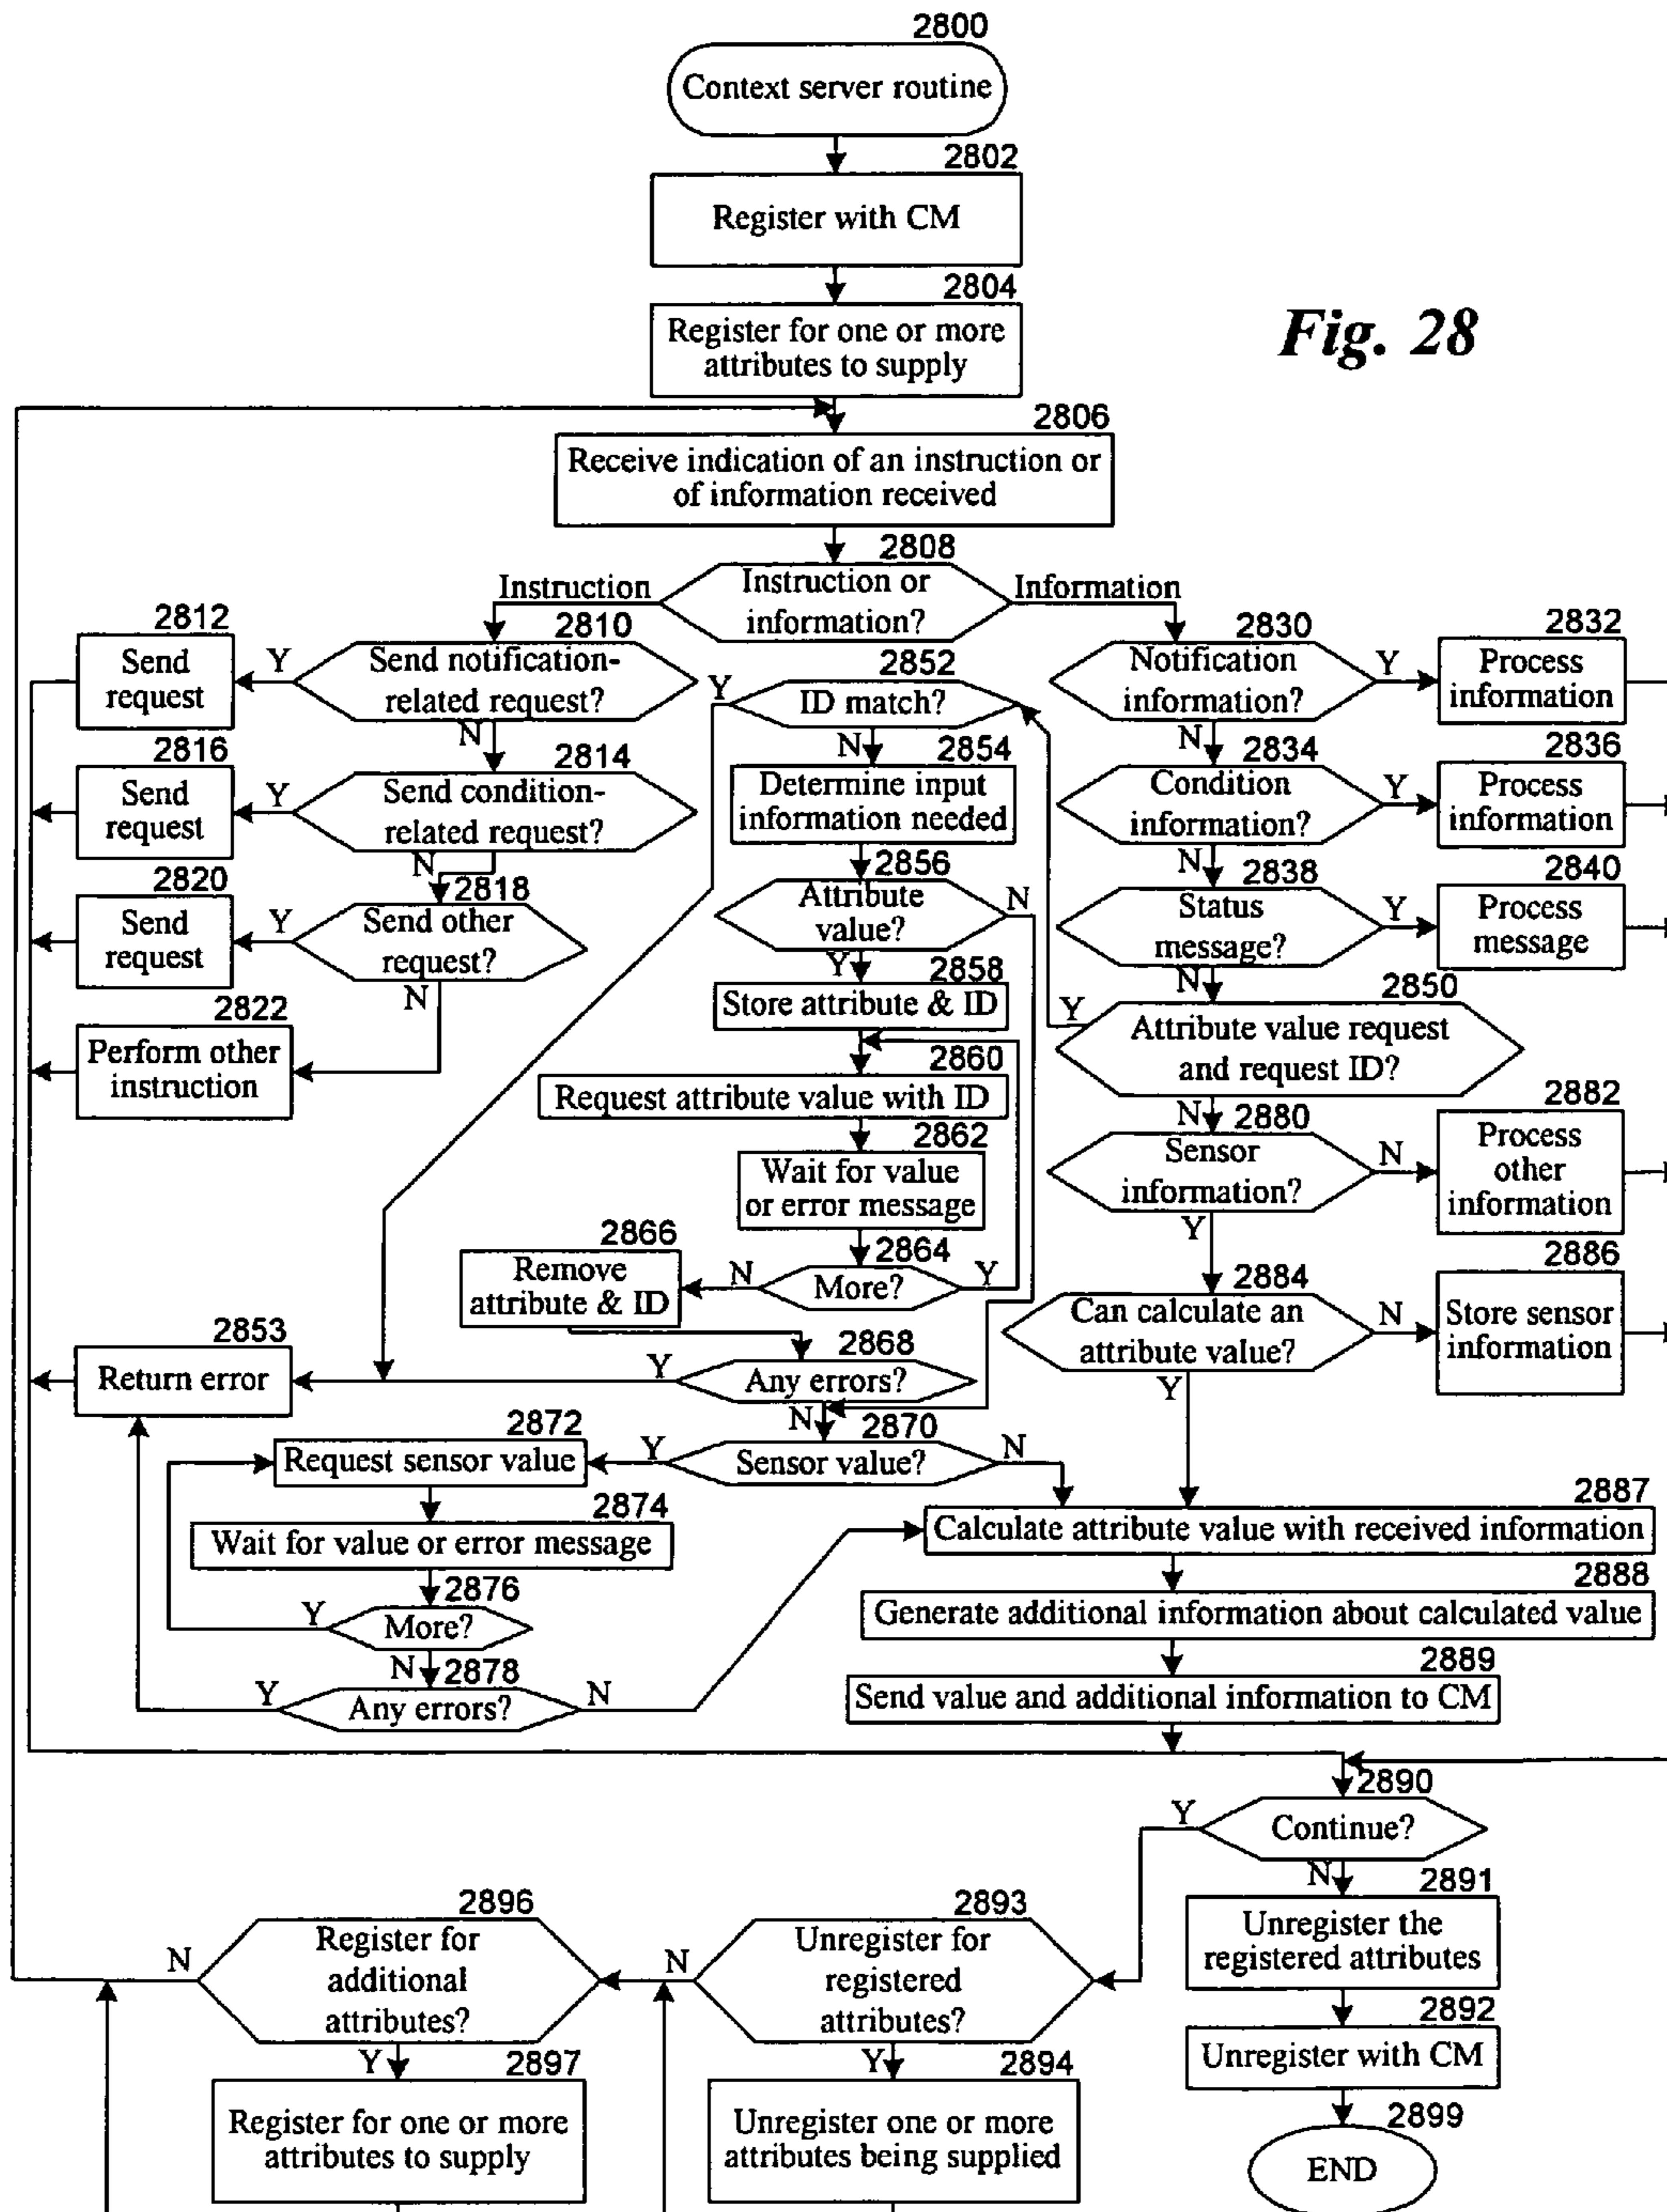 2800
Context server routine
2802
Register with CM
2804
Register for one or more
attributes to supply
Fig. 28
2806
Receive indication of an instruction or
of information received
2808
Instruction
Instruction or
information?
Information
2812
Send
request
Y
2810
Send notification-
related request?
N
2852
Y
ID match?
N
2830
Notification
information?
Y
N
2832
Process
information
2816
Send
request
Y
2814
Send condition-
related request?
N
2854
Determine input
information needed
2834
Condition
information?
Y
N
2836
Process
information
2820
Send
request
Y
2818
Send other
request?
N
2856
Attribute
value?
N
Y
2838
Status
message?
Y
N
2840
Process
message
2822
Perform other
instruction
2858
Store attribute & ID
2850
Y
Attribute value request
and request ID?
N
2860
Request attribute value with ID
2862
Wait for value
or error message
2880
Sensor
information?
N
Y
2882
Process
other
information
2866
Remove
attribute & ID
N
2864
More?
Y
2884
Can calculate an
attribute value?
N
Y
2886
Store sensor
information
2853
Return error
Y
2868
Any errors?
N
2872
Request sensor value
Y
2870
Sensor value?
N
2874
Wait for value or error message
2887
Calculate attribute value with received information
2876
Y
More?
N
2888
Generate additional information about calculated value
2878
Y
Any errors?
N
2889
Send value and additional information to CM
2890
Y
Continue?
N
2896
N
Register for
additional
attributes?
Y
2893
N
Unregister for
registered
attributes?
Y
2891
Unregister the
registered attributes
2892
Unregister with CM
2897
Register for one or more
attributes to supply
2894
Unregister one or more
attributes being supplied
2899
END